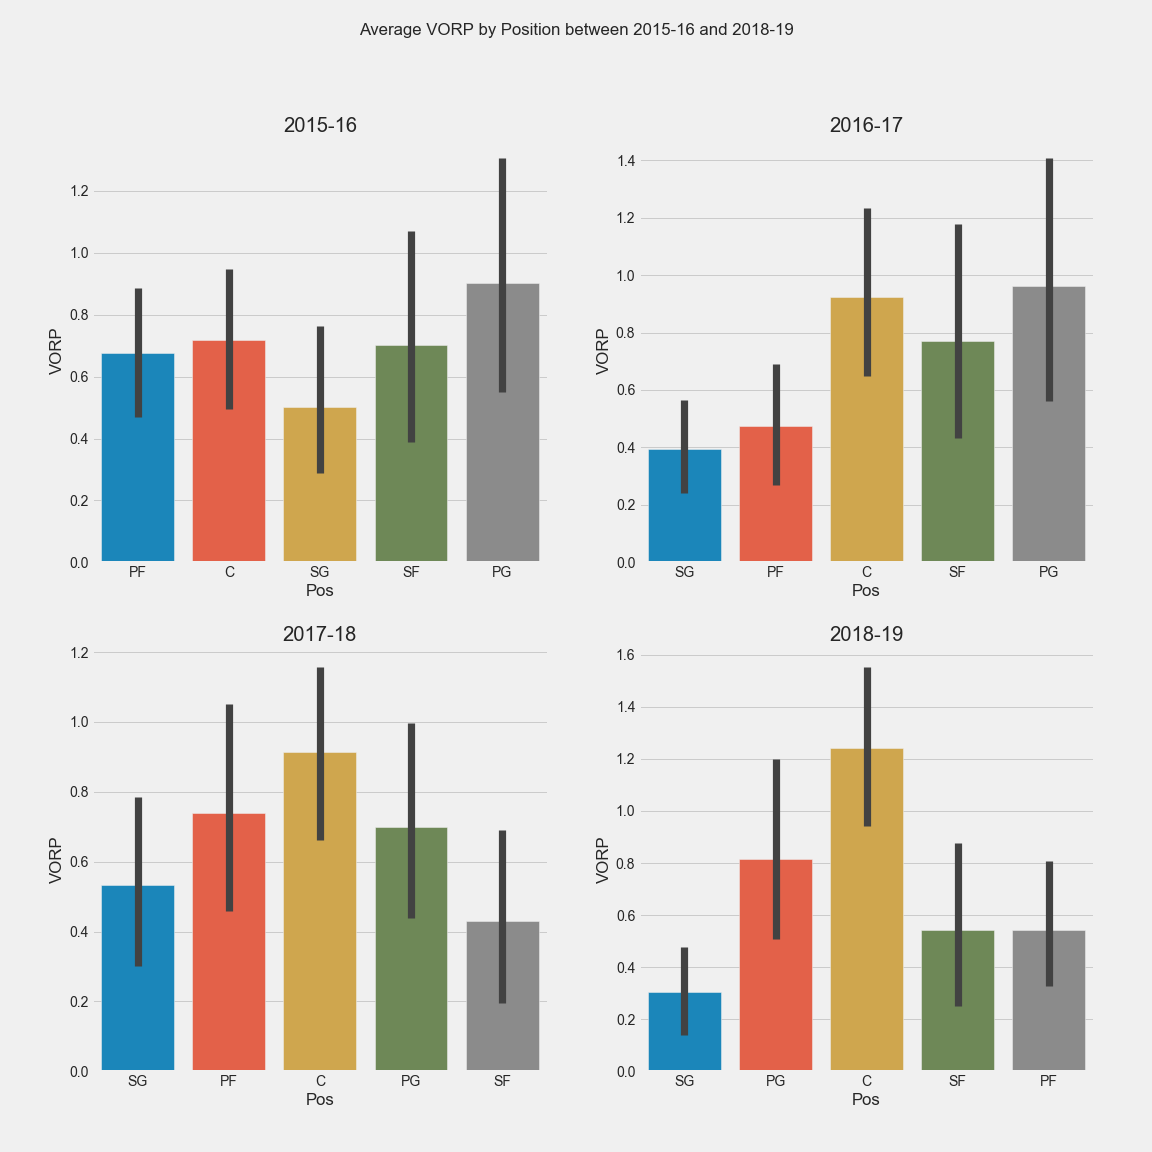 Average VORP by Position between 2015-16 and 2018-19
2015-16
1.2
1.0
0.8
0.6
0.4
0.2
0.0
VORP
PF C SG SF PG
Pos
2016-17
1.4
1.2
1.0
0.8
0.6
0.4
0.2
0.0
VORP
SG PF C SF PG
Pos
2017-18
1.2
1.0
0.8
0.6
0.4
0.2
0.0
VORP
SG PF C PG SF
Pos
2018-19
1.6
1.4
1.2
1.0
0.8
0.6
0.4
0.2
0.0
VORP
SG PG C SF PF
Pos